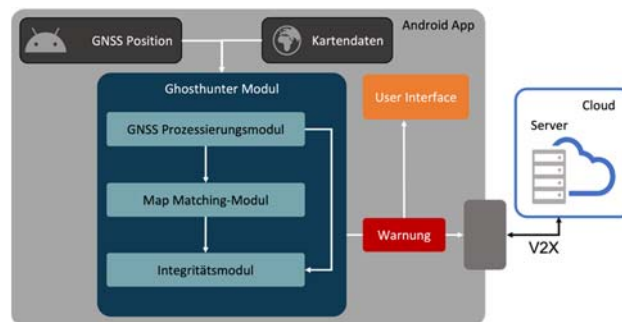 Android App
GNSS Position
Kartendaten
Ghosthunter Modul
GNSS Prozessierungsmodul
Map Matching-Modul
Integritätsmodul
User Interface
Warnung
Cloud
Server
V2X